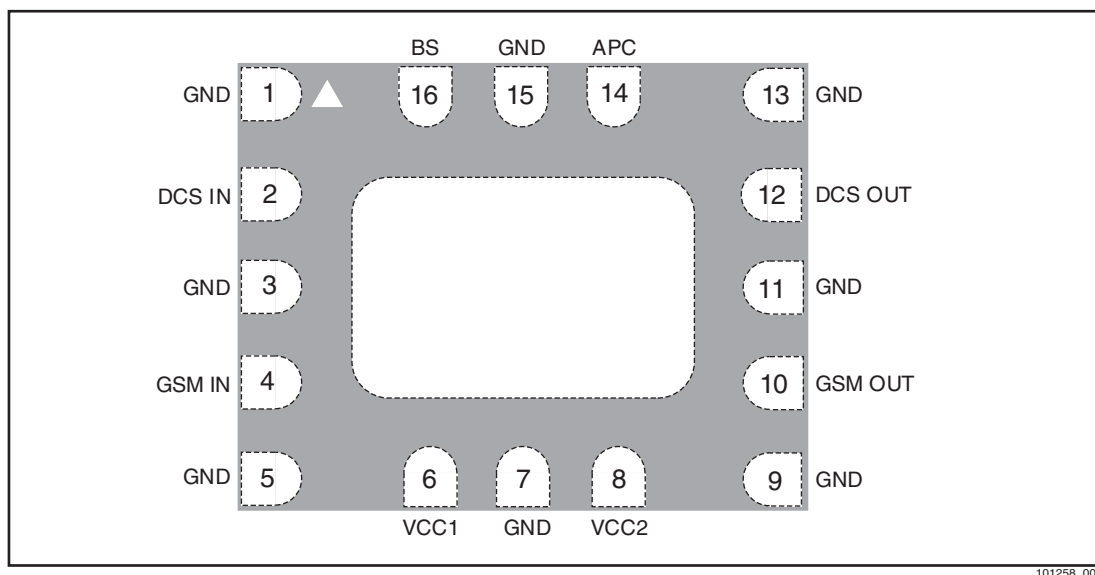 BS GND APC
GND 1 16 15 14 13 GND
DCS IN 2 12 DCS OUT
GND 3 11 GND
GSM IN 4 10 GSM OUT
GND 5 6 7 8 9 GND
VCC1 GND VCC2
101258_00